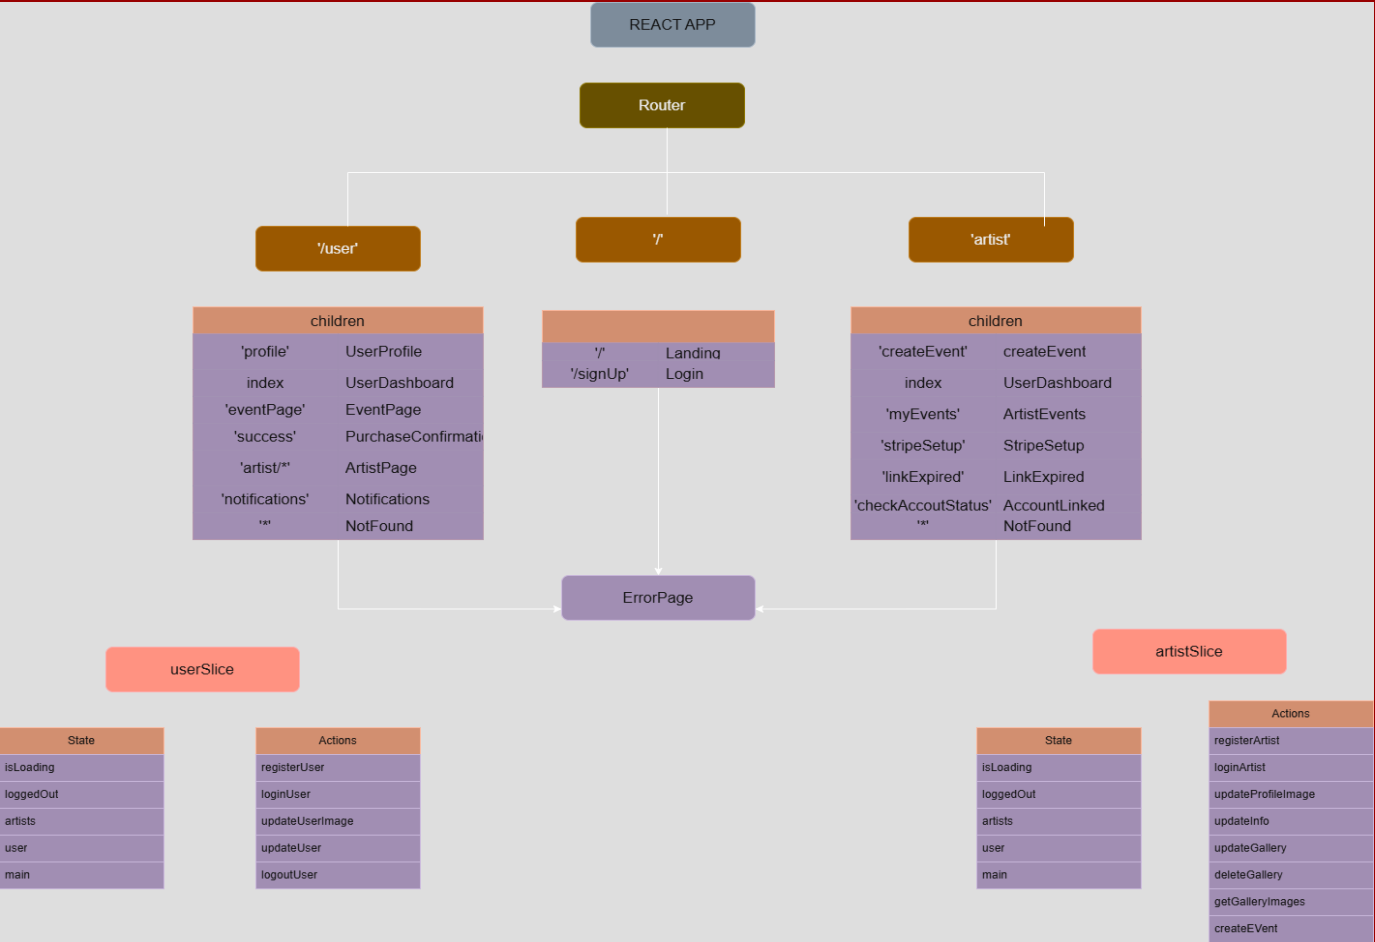 REACT APP
Router
'/user'
'/'
'artist'
children
'profile' UserProfile
index UserDashboard
'eventPage' EventPage
'success' PurchaseConfirmati
'artist/*' ArtistPage
'notifications' Notifications
'*' NotFound
'/' Landing
'/signUp' Login
children
'createEvent' createEvent
index UserDashboard
'myEvents' ArtistEvents
'stripeSetup' StripeSetup
'linkExpired' LinkExpired
'checkAccoutStatus' AccountLinked
'*' NotFound
ErrorPage
userSlice
State
isLoading
loggedOut
artists
user
main
Actions
registerUser
loginUser
updateUserImage
updateUser
logoutUser
artistSlice
State
isLoading
loggedOut
artists
user
main
Actions
registerArtist
loginArtist
updateProfileImage
updateInfo
updateGallery
deleteGallery
getGalleryImages
createEVent